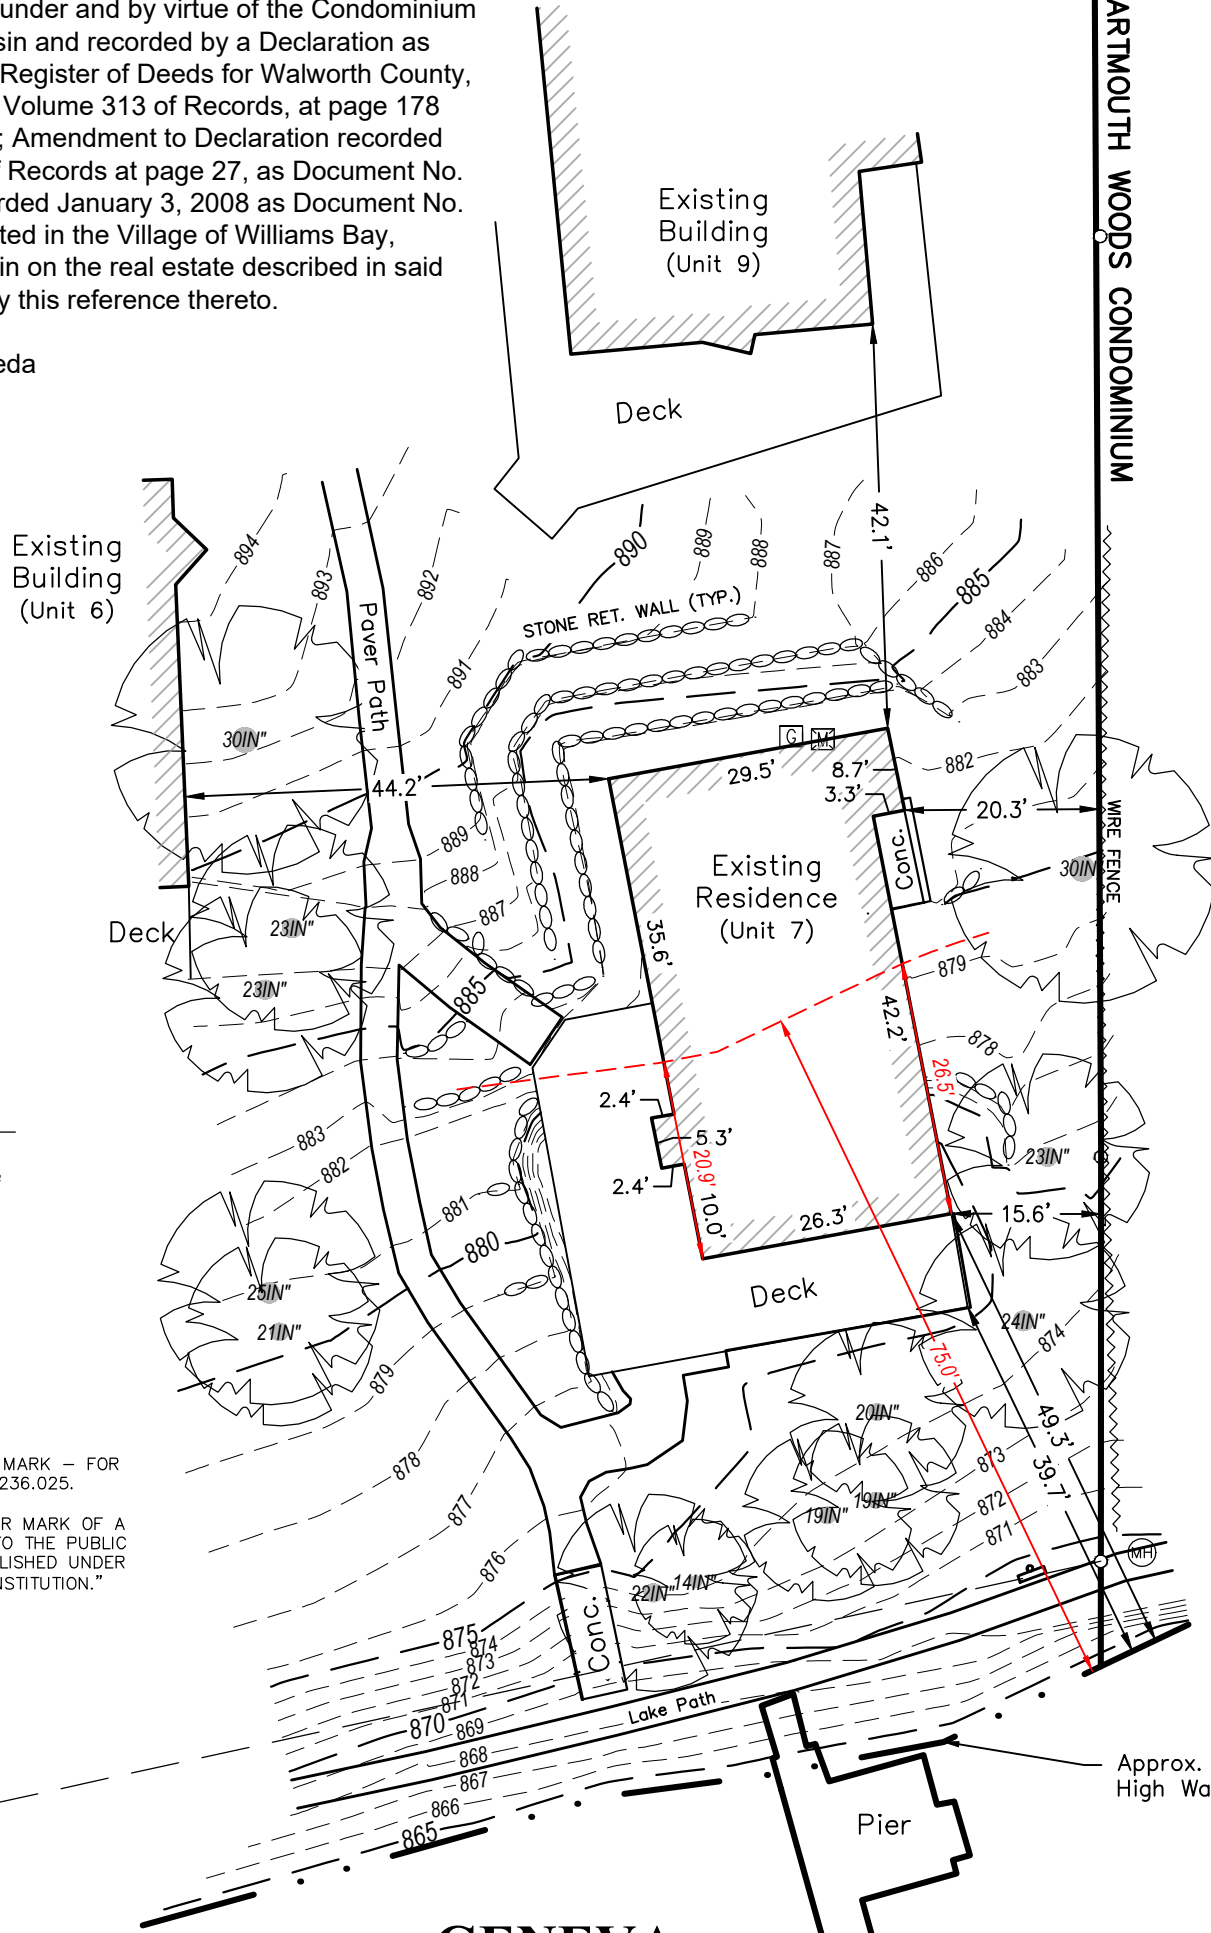 under and by virtue of the Condominium
sin and recorded by a Declaration as
Register of Deeds for Walworth County,
Volume 313 of Records, at page 178
; Amendment to Declaration recorded
f Records at page 27, as Document No.
rded January 3, 2008 as Document No.
ted in the Village of Williams Bay,
in on the real estate described in said
y this reference thereto.
eda
ARTMOUTH WOODS CONDOMINIUM
Existing
Building
(Unit 9)
Deck
42.1'
Existing
Building
(Unit 6)
894
893
892
891
890
889
888
887
886
885
884
883
882
STONE RET. WALL (TYP.)
Paver Path
30IN"
44.2'
G
M
29.5'
8.7'
3.3'
20.3'
WIRE FENCE
Conc.
30IN"
Existing
Residence
(Unit 7)
889
888
887
885
Deck
23IN"
23IN"
35.6'
879
42.2'
878
26.5'
2.4'
5.3'
2.4'
20.9'
10.0'
23IN"
883
882
881
880
26.3'
15.6'
Deck
25IN"
21IN"
24IN"
874
75.0'
879
49.3'
39.7'
20IN"
19IN"
19IN"
873
872
871
878
877
876
MARK – FOR
236.025.
R MARK OF A
TO THE PUBLIC
LISHED UNDER
NSTITUTION."
22IN"
14IN"
MH
Conc.
875
874
873
872
871
870
869
868
867
866
865
Lake Path
Approx.
High Wa
Pier
GENEVA